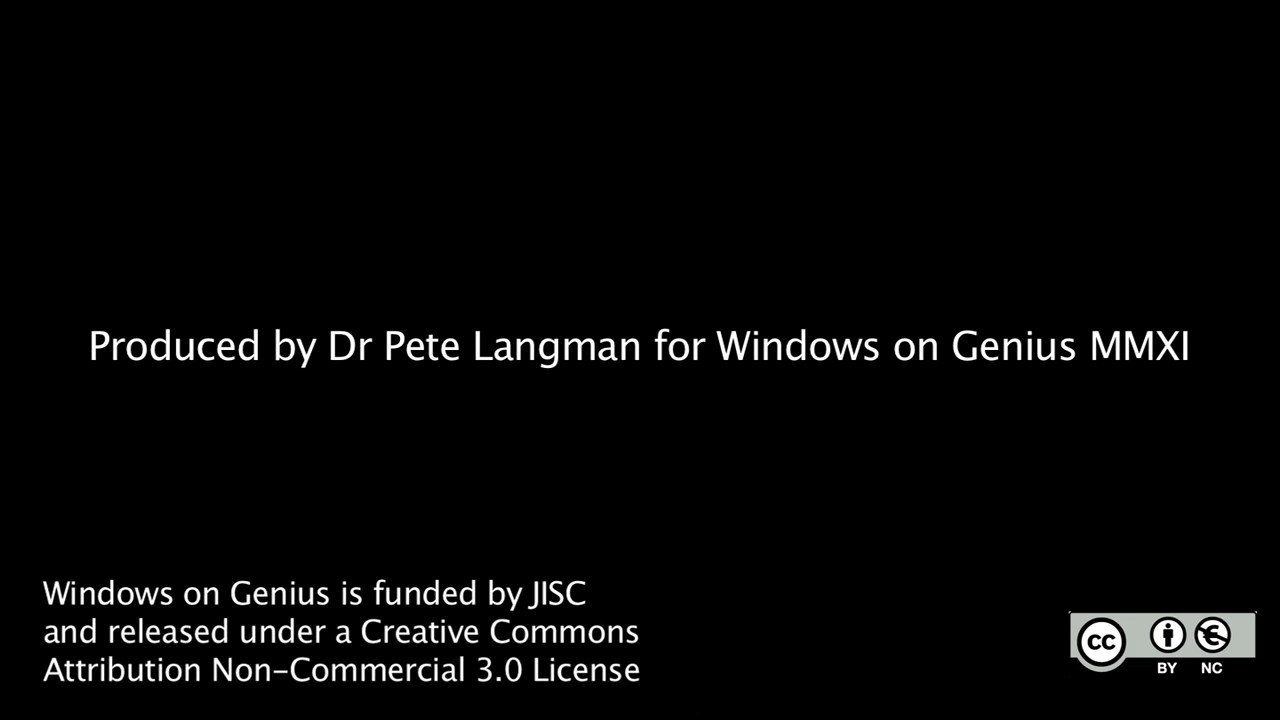 Produced by Dr Pete Langman for Windows on Genius MMXI
Windows on Genius is funded by JISC
and released under a Creative Commons
Attribution Non-Commercial 3.0 License
CC
BY NC